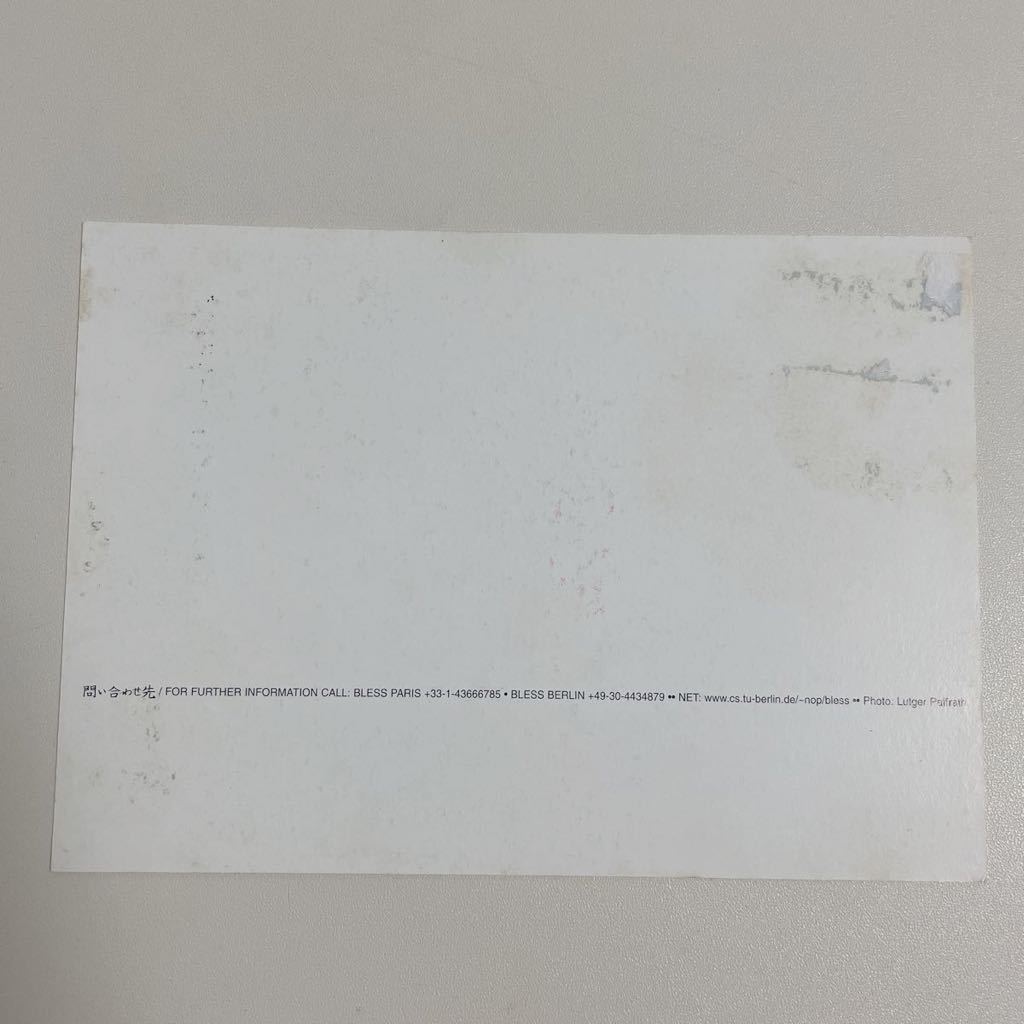 問い合わせ先 / FOR FURTHER INFORMATION CALL: BLESS PARIS +33-1-43666785 • BLESS BERLIN +49-30-4434879 •• NET: www.cs.tu-berlin.de/~nop/bless •• Photo: Lutger Palfrath